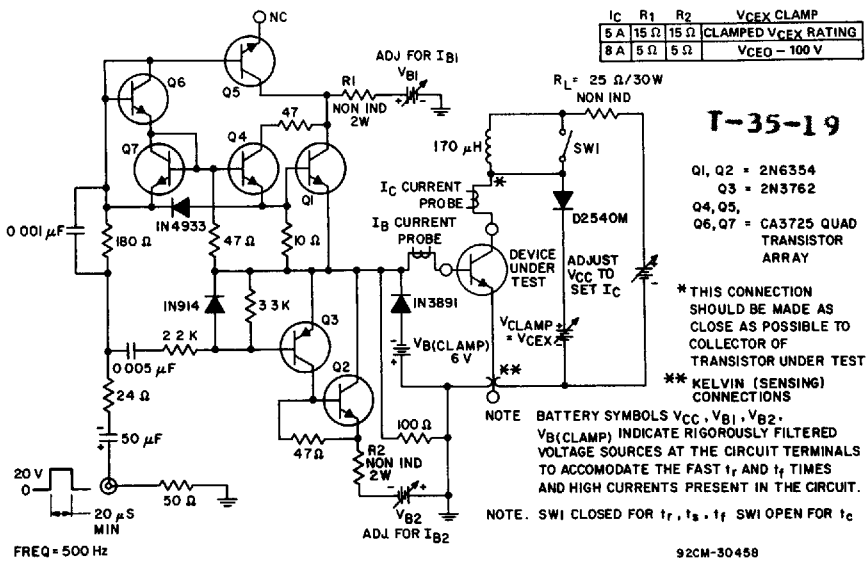 NC
Q6
Q5
Q7
Q4
47
Q1
ADJ FOR IB1
VB1
R1
NON IND
2W
+ -
IC R1 R2 VCEX CLAMP
5 A 15 Ω 15 Ω CLAMPED VCEX RATING
8 A 5 Ω 5 Ω VCEO – 100 V
RL = 25 Ω/30W
NON IND
T-35-19
170 μH
SW1
IC CURRENT
PROBE
*
IB CURRENT
PROBE
D2540M
DEVICE
UNDER
TEST
ADJUST
VCC TO
SET IC
+
-
Q1, Q2 = 2N6354
Q3 = 2N3762
Q4, Q5,
Q6, Q7 = CA3725 QUAD
TRANSISTOR
ARRAY
* THIS CONNECTION
SHOULD BE MADE AS
CLOSE AS POSSIBLE TO
COLLECTOR OF
TRANSISTOR UNDER TEST
** KELVIN (SENSING)
CONNECTIONS
0 001 μF
180 Ω
IN4933
47 Ω
10 Ω
IN914
3 3 K
Q3
Q2
IN3891
-
+
VB(CLAMP)
6 V
VCLAMP +
= VCEX -
**
2 2 K
0 005 μF
24 Ω
-
+
50 μF
47 Ω
100 Ω
R2
NON IND
2W
- +
VB2
ADJ. FOR IB2
20 V
0
20 μS
MIN
50 Ω
FREQ = 500 Hz
NOTE BATTERY SYMBOLS VCC, VB1, VB2,
VB(CLAMP) INDICATE RIGOROUSLY FILTERED
VOLTAGE SOURCES AT THE CIRCUIT TERMINALS
TO ACCOMODATE THE FAST tr AND tf TIMES
AND HIGH CURRENTS PRESENT IN THE CIRCUIT.
NOTE. SW1 CLOSED FOR tr, ts, tf SW1 OPEN FOR tc
92CM-30458